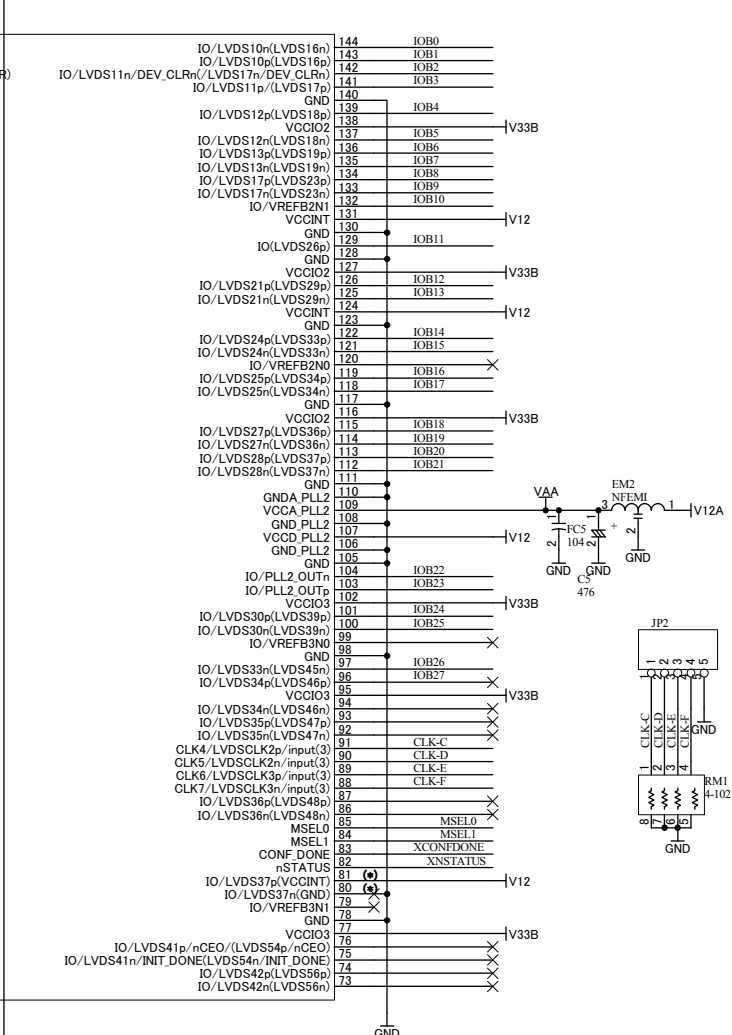 144 IOB0
IO/LVDS10n(LVDS16n)
143 IOB1
IO/LVDS10p(LVDS16p)
142 IOB2
R) IO/LVDS11n/DEV_CLRn(/LVDS17n/DEV_CLRn)
141 IOB3
IO/LVDS11p/(LVDS17p)
140
GND
139 IOB4
IO/LVDS12p(LVDS18p)
138
VCCIO2 V33B
137 IOB5
IO/LVDS12n(LVDS18n)
136 IOB6
IO/LVDS13p(LVDS19p)
135 IOB7
IO/LVDS13n(LVDS19n)
134 IOB8
IO/LVDS17p(LVDS23p)
133 IOB9
IO/LVDS17n(LVDS23n)
132 IOB10
IO/VREFB2N1
131
VCCINT V12
130
GND
129 IOB11
IO(LVDS26p)
128
GND
127
VCCIO2 V33B
126 IOB12
IO/LVDS21p(LVDS29p)
125 IOB13
IO/LVDS21n(LVDS29n)
124
VCCINT V12
123
GND
122 IOB14
IO/LVDS24p(LVDS33p)
121 IOB15
IO/LVDS24n(LVDS33n)
120
IO/VREFB2N0
119 IOB16
IO/LVDS25p(LVDS34p)
118 IOB17
IO/LVDS25n(LVDS34n)
117
GND
116
VCCIO2 V33B
115 IOB18
IO/LVDS27p(LVDS36p)
114 IOB19
IO/LVDS27n(LVDS36n)
113 IOB20
IO/LVDS28p(LVDS37p)
112 IOB21
IO/LVDS28n(LVDS37n)
111
GND
110
GNDA_PLL2
109
VCCA_PLL2
108
GND_PLL2
107
VCCD_PLL2 V12
106
GND_PLL2
105
GND
104 IOB22
IO/PLL2_OUTn
103 IOB23
IO/PLL2_OUTp
102
VCCIO3 V33B
101 IOB24
IO/LVDS30p(LVDS39p)
100 IOB25
IO/LVDS30n(LVDS39n)
99
IO/VREFB3N0
98
GND
97 IOB26
IO/LVDS33n(LVDS45n)
96 IOB27
IO/LVDS34p(LVDS46p)
95
VCCIO3 V33B
94
IO/LVDS34n(LVDS46n)
93
IO/LVDS35p(LVDS47p)
92
IO/LVDS35n(LVDS47n)
91 CLK-C
CLK4/LVDSCLK2p/input(3)
90 CLK-D
CLK5/LVDSCLK2n/input(3)
89 CLK-E
CLK6/LVDSCLK3p/input(3)
88 CLK-F
CLK7/LVDSCLK3n/input(3)
87
IO/LVDS36p(LVDS48p)
86
IO/LVDS36n(LVDS48n)
85 MSEL0
MSEL0
84 MSEL1
MSEL1
83 XCONFDONE
CONF_DONE
82 XNSTATUS
nSTATUS
81 (*)
IO/LVDS37p(VCCINT) V12
80 (*)
IO/LVDS37n(GND)
79
IO/VREFB3N1
78
GND
77
VCCIO3 V33B
76
IO/LVDS41p/nCEO/(LVDS54p/nCEO)
75
IO/LVDS41n/INIT_DONE(LVDS54n/INIT_DONE)
74
IO/LVDS42p(LVDS56p)
73
IO/LVDS42n(LVDS56n)
GND
VAA
EM2
NFEMI
3 1 V12A
2
GND
1 FC5
2 104
GND
1 +
2
GND
C5
476
JP2
1 2 3 4 5
1 2 3 4 5
CLK-C
CLK-D
CLK-E
CLK-F
GND
1 2 3 4
RM1
4-102
8 7 6 5
GND